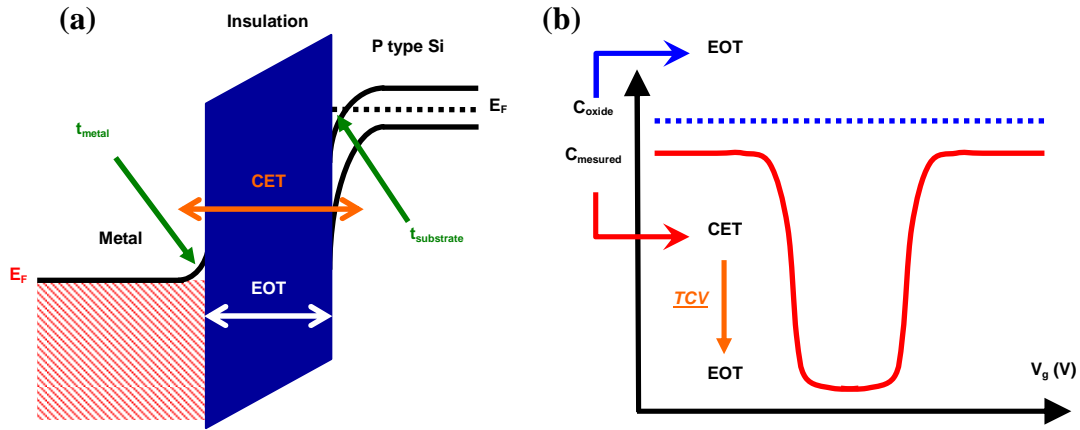 (a)
Insulation
P type Si
E_F
t_metal
CET
t_substrate
Metal
E_F
EOT
(b)
EOT
C_oxide
C_mesured
CET
TCV
EOT
V_g (V)